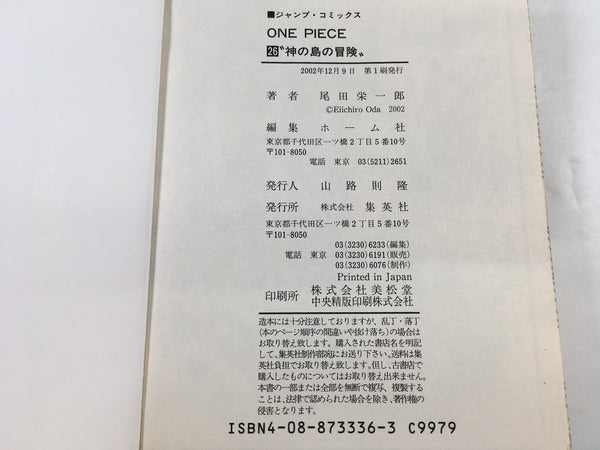 ■ジャンプ・コミックス
ONE PIECE
26〝神の島の冒険〟
2002年12月9日 第1刷発行
著者 尾田栄一郎
©Eiichiro Oda 2002
編集 ホーム社
東京都千代田区一ツ橋2丁目5番10号
〒101-8050
電話 東京 03(5211)2651
発行人 山路則隆
発行所 株式会社 集英社
東京都千代田区一ツ橋2丁目5番10号
〒101-8050
03(3230)6233(編集)
電話 東京 03(3230)6191(販売)
03(3230)6076(制作)
Printed in Japan
印刷所 株式会社美松堂
中央精版印刷株式会社
造本には十分注意しておりますが、乱丁・落丁
(本のページ順序の間違いや抜け落ち)の場合は
お取り替え致します。購入された書店名を明記
して、集英社制作部宛にお送り下さい。送料は集
英社負担でお取り替え致します。但し、古書店で
購入したものについてはお取り替え出来ません。
本書の一部または全部を無断で複写、複製する
ことは、法律で認められた場合を除き、著作権の
侵害となります。
ISBN4-08-873336-3 C9979